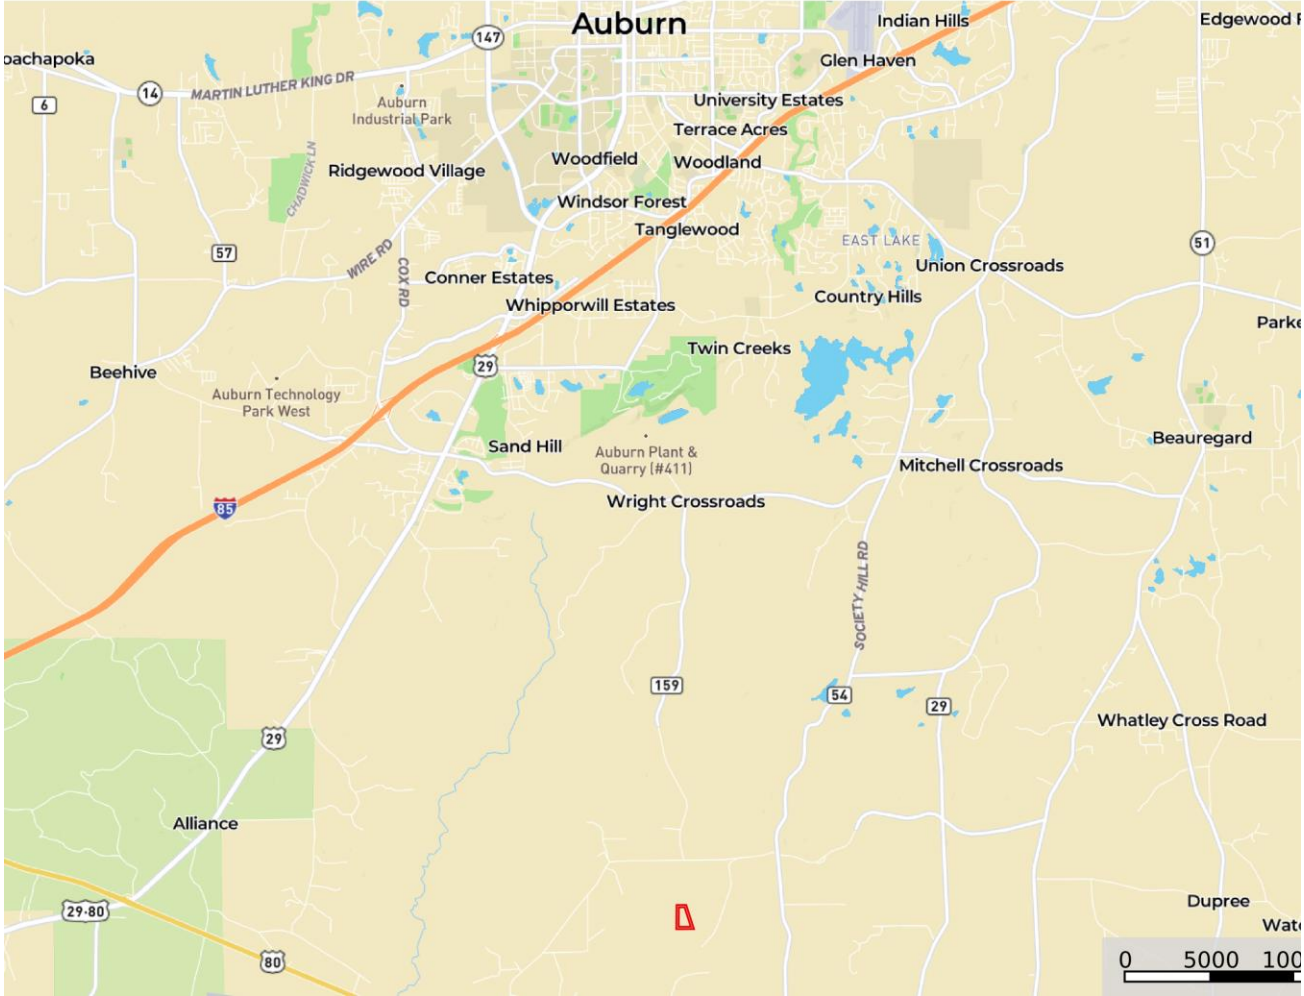 Auburn
Indian Hills
Edgewood
147
Glen Haven
6
14
MARTIN LUTHER KING DR
Auburn
Industrial Park
University Estates
Terrace Acres
CHADWICK LN
Ridgewood Village
Woodfield
Woodland
Windsor Forest
Tanglewood
EAST LAKE
51
57
WIRE RD
COX RD
Conner Estates
Union Crossroads
Whipporwill Estates
Country Hills
Parke
Twin Creeks
29
Beehive
Auburn Technology
Park West
Sand Hill
Auburn Plant &
Quarry (#411)
Beauregard
Mitchell Crossroads
Wright Crossroads
85
SOCIETY HILL RD
159
54
29
Whatley Cross Road
29
Alliance
Dupree
29-80
Wate
80
0 5000 100